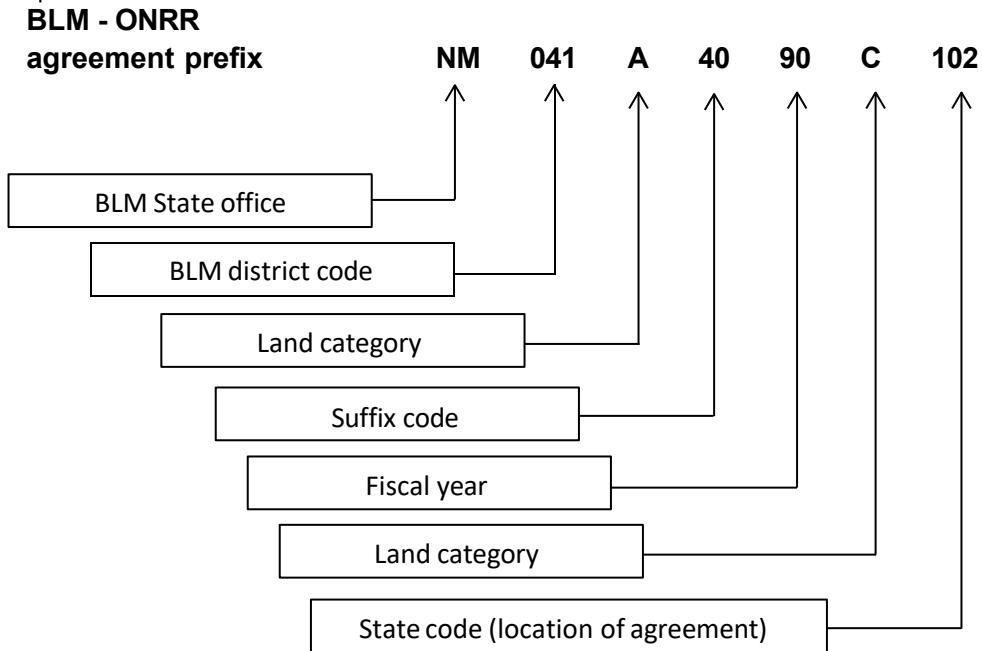 BLM - ONRR
agreement prefix NM 041 A 40 90 C 102
BLM State office
BLM district code
Land category
Suffix code
Fiscal year
Land category
State code (location of agreement)